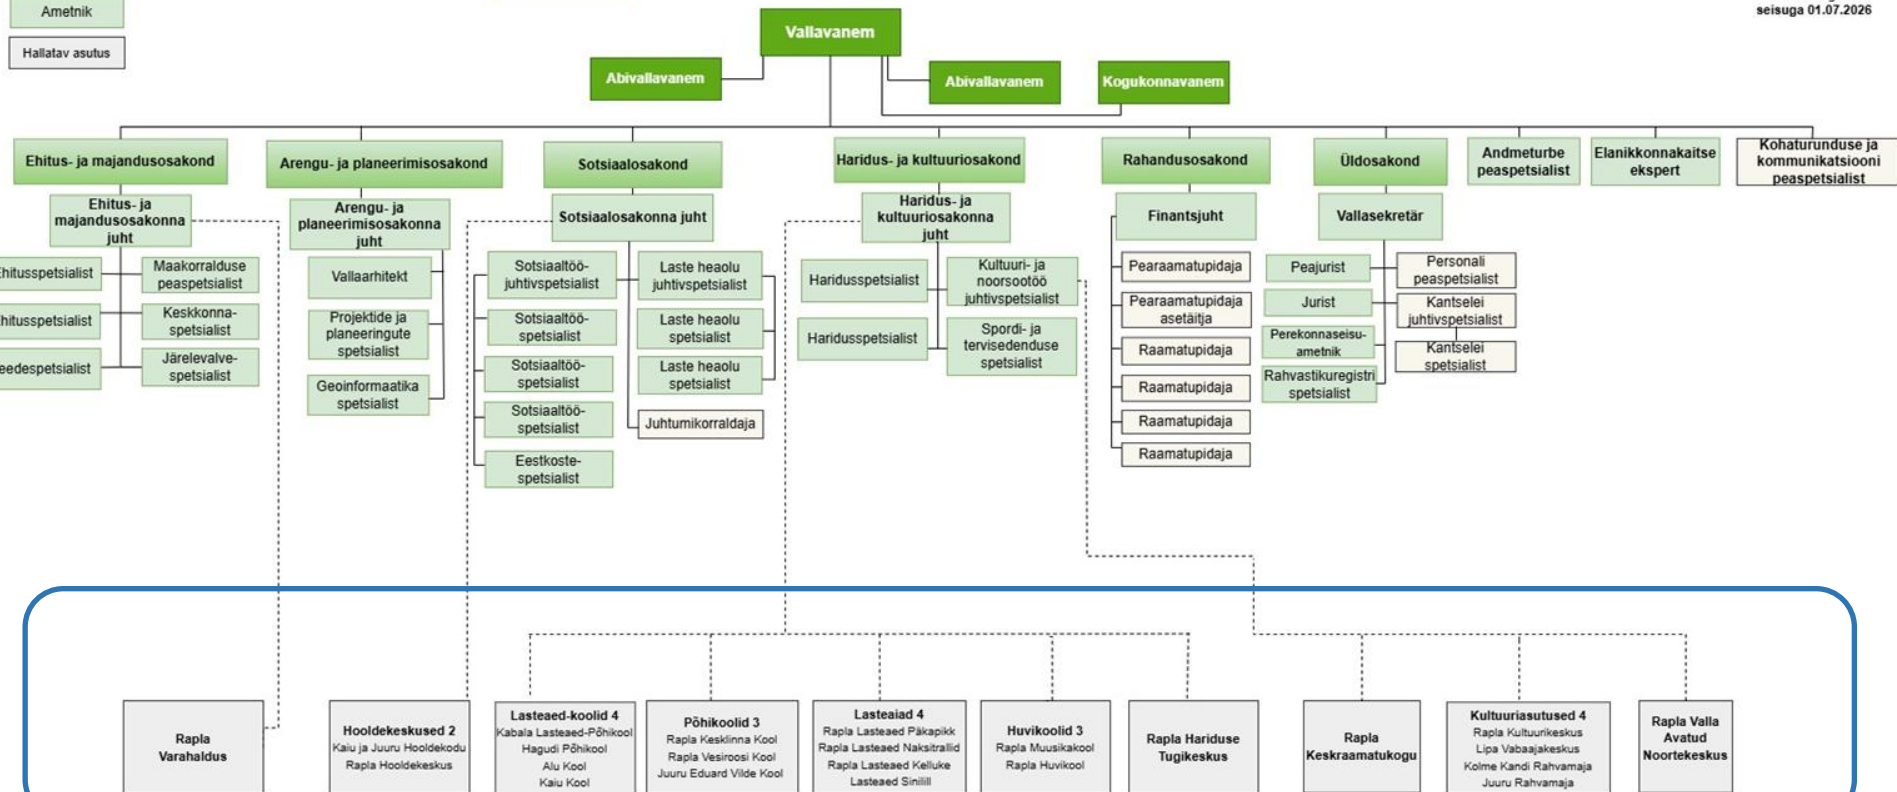 Ametnik
Hallatav asutus
seisuga 01.07.2026
Vallavanem
Abivallavanem
Abivallavanem
Kogukonnavanem
Ehitus- ja majandusosakond
Arengu- ja planeerimisosakond
Sotsiaalosakond
Haridus- ja kultuuriosakond
Rahandusosakond
Üldosakond
Andmeturbe
peaspetsialist
Elanikkonnakaitse
ekspert
Kohaturunduse ja
kommunikatsiooni
peaspetsialist
Ehitus- ja
majandusosakonna
juht
hitusspetsialist
Maakorralduse
peaspetsialist
hitusspetsialist
Keskkonna-
spetsialist
eedespetsialist
Järelevalve-
spetsialist
Arengu- ja
planeerimisosakonna
juht
Vallaarhitekt
Projektide ja
planeeringute
spetsialist
Geoinformaatika
spetsialist
Sotsiaalosakonna juht
Sotsiaaltöö-
juhtivspetsialist
Laste heaolu
juhtivspetsialist
Sotsiaaltöö-
spetsialist
Laste heaolu
spetsialist
Sotsiaaltöö-
spetsialist
Laste heaolu
spetsialist
Sotsiaaltöö-
spetsialist
Juhtumikorraldaja
Eestkoste-
spetsialist
Haridus- ja
kultuuriosakonna
juht
Haridusspetsialist
Kultuuri- ja
noorsootöö
juhtivspetsialist
Haridusspetsialist
Spordi- ja
tervisedenduse
spetsialist
Finantsjuht
Pearaamatupidaja
Pearaamatupidaja
asetäitja
Raamatupidaja
Raamatupidaja
Raamatupidaja
Raamatupidaja
Vallasekretär
Peajurist
Personali
peaspetsialist
Jurist
Kantselei
juhtivspetsialist
Perekonnaseisu-
ametnik
Kantselei
spetsialist
Rahvastikuregistri
spetsialist
Rapla
Varahaldus
Hooldekeskused 2
Kaiu ja Juuru Hooldekodu
Rapla Hooldekeskus
Lasteaed-koolid 4
Kabala Lasteaed-Põhikool
Hagudi Põhikool
Alu Kool
Kaiu Kool
Põhikoolid 3
Rapla Kesklinna Kool
Rapla Vesiroosi Kool
Juuru Eduard Vilde Kool
Lasteaiad 4
Rapla Lasteaed Päkapikk
Rapla Lasteaed Naksitrallid
Rapla Lasteaed Kelluke
Lasteaed Sinilill
Huvikoolid 3
Rapla Muusikakool
Rapla Huvikool
Rapla Hariduse
Tugikeskus
Rapla
Keskraamatukogu
Kultuuriasutused 4
Rapla Kultuurikeskus
Lipa Vabaajakeskus
Kolme Kandi Rahvamaja
Juuru Rahvamaja
Rapla Valla
Avatud
Noortekeskus